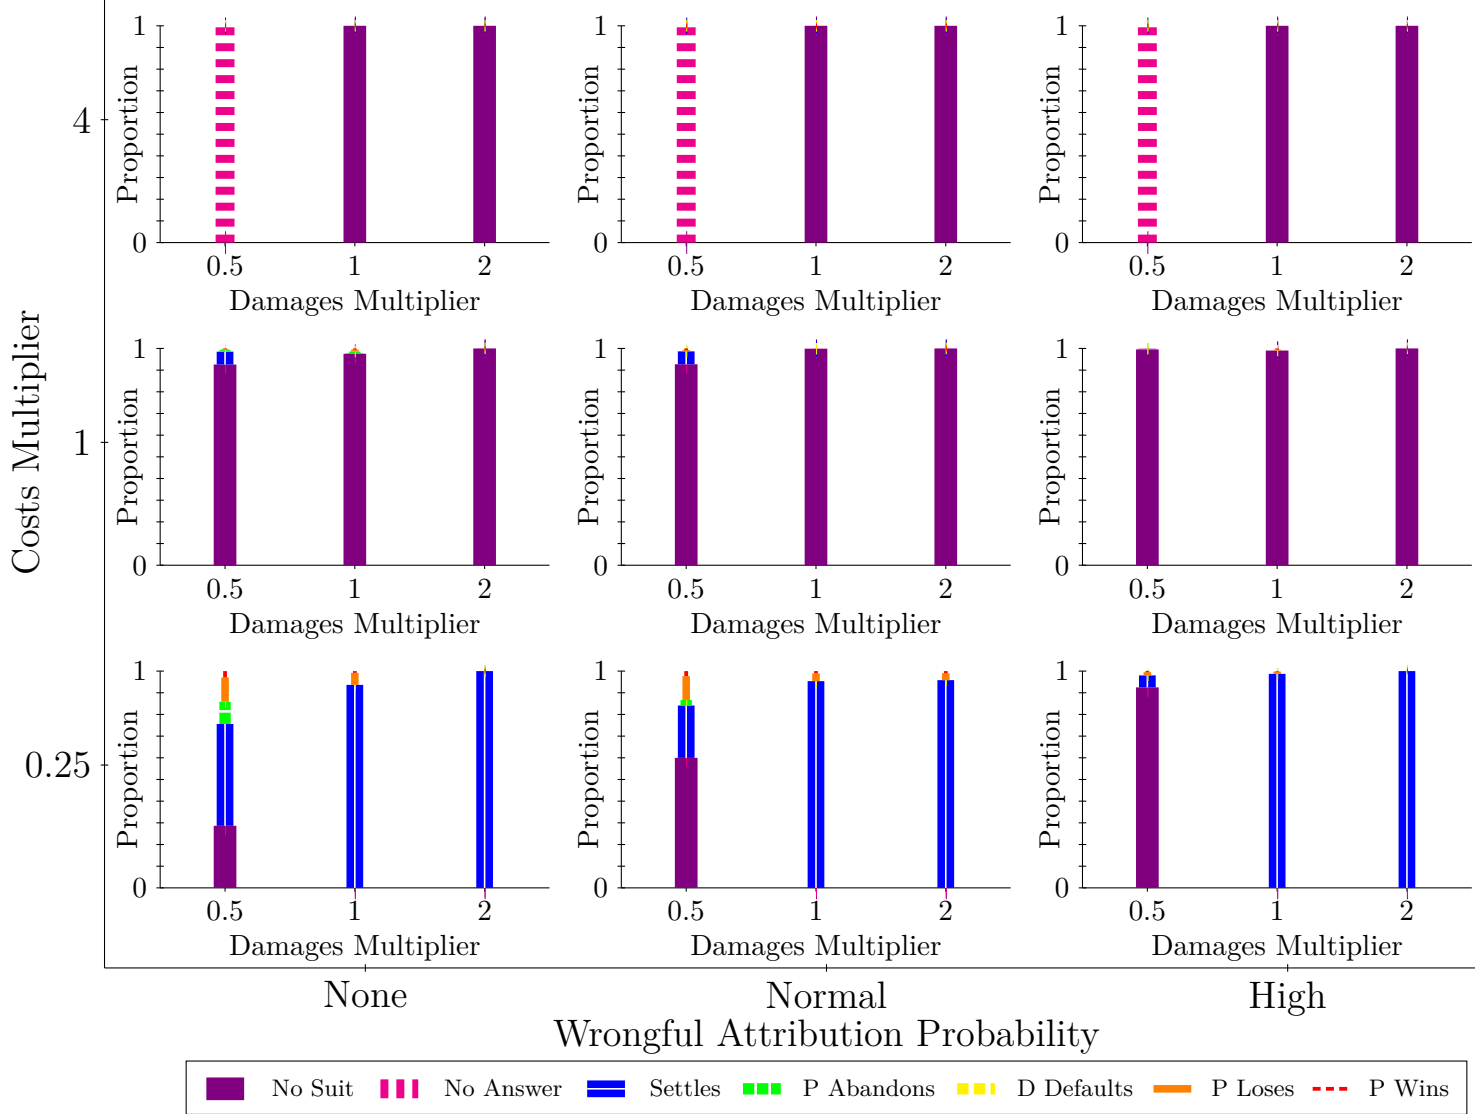 1
Proportion
0
0.5 1 2
Damages Multiplier
1
Proportion
0
0.5 1 2
Damages Multiplier
1
Proportion
0
0.5 1 2
Damages Multiplier
4
1
Proportion
0
0.5 1 2
Damages Multiplier
1
Proportion
0
0.5 1 2
Damages Multiplier
1
Proportion
0
0.5 1 2
Damages Multiplier
1
Costs Multiplier
1
Proportion
0
0.5 1 2
Damages Multiplier
1
Proportion
0
0.5 1 2
Damages Multiplier
1
Proportion
0
0.5 1 2
Damages Multiplier
0.25
None Normal High
Wrongful Attribution Probability
No Suit No Answer Settles P Abandons D Defaults P Loses P Wins